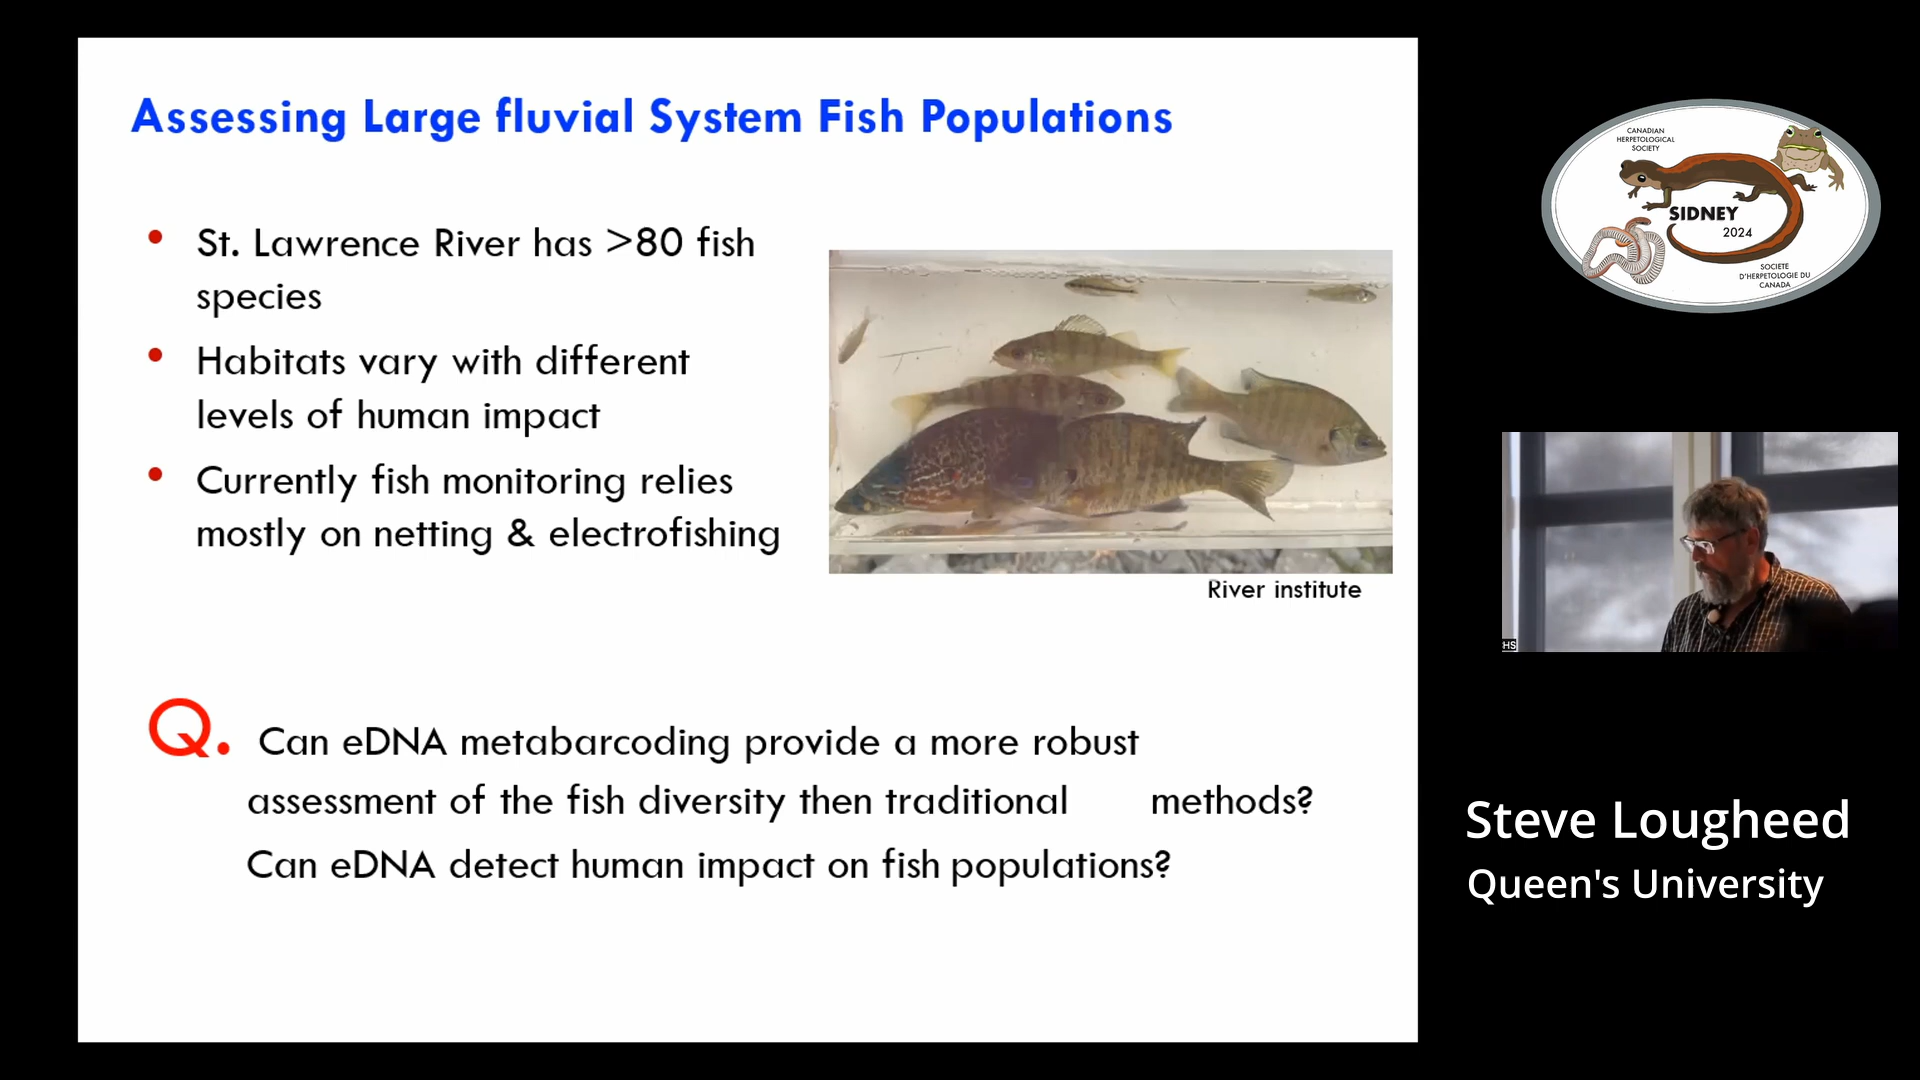 Assessing Large fluvial System Fish Populations
• St. Lawrence River has >80 fish
species
• Habitats vary with different
levels of human impact
• Currently fish monitoring relies
mostly on netting & electrofishing
River institute
Q. Can eDNA metabarcoding provide a more robust
assessment of the fish diversity then traditional methods?
Can eDNA detect human impact on fish populations?
CANADIAN
HERPETOLOGICAL
SOCIETY
SIDNEY
2024
SOCIETE
D'HERPETOLOGIE DU
CANADA
HS
Steve Lougheed
Queen's University